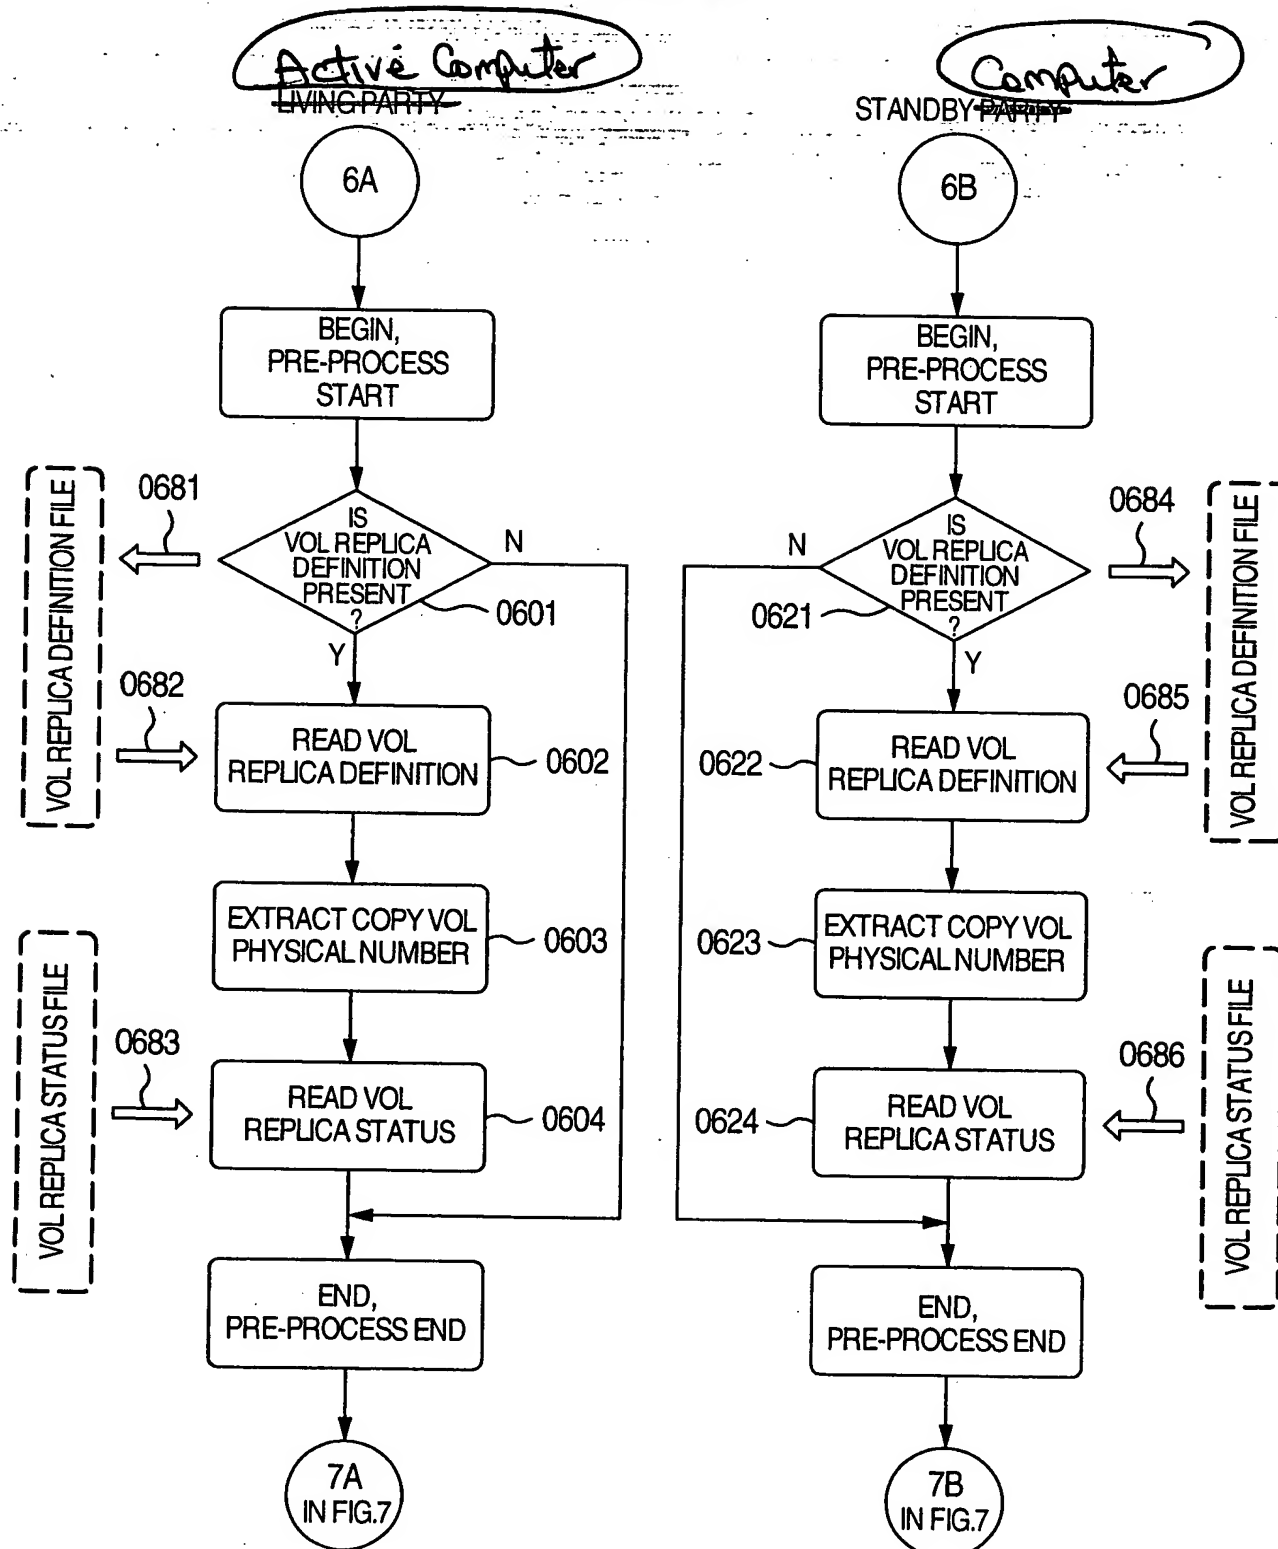 Active Computer
LIVING PARTY
6A
BEGIN,
PRE-PROCESS
START
VOL REPLICA DEFINITION FILE
0681
IS
VOL REPLICA
DEFINITION
PRESENT
?
N
0601
Y
0682
READ VOL
REPLICA DEFINITION
0602
EXTRACT COPY VOL
PHYSICAL NUMBER
0603
VOL REPLICA STATUS FILE
0683
READ VOL
REPLICA STATUS
0604
END,
PRE-PROCESS END
7A
IN FIG.7
Computer
STANDBY PARTY
6B
BEGIN,
PRE-PROCESS
START
N
IS
VOL REPLICA
DEFINITION
PRESENT
?
0621
Y
0684
VOL REPLICA DEFINITION FILE
0685
READ VOL
REPLICA DEFINITION
0622
EXTRACT COPY VOL
PHYSICAL NUMBER
0623
0686
VOL REPLICA STATUS FILE
READ VOL
REPLICA STATUS
0624
END,
PRE-PROCESS END
7B
IN FIG.7